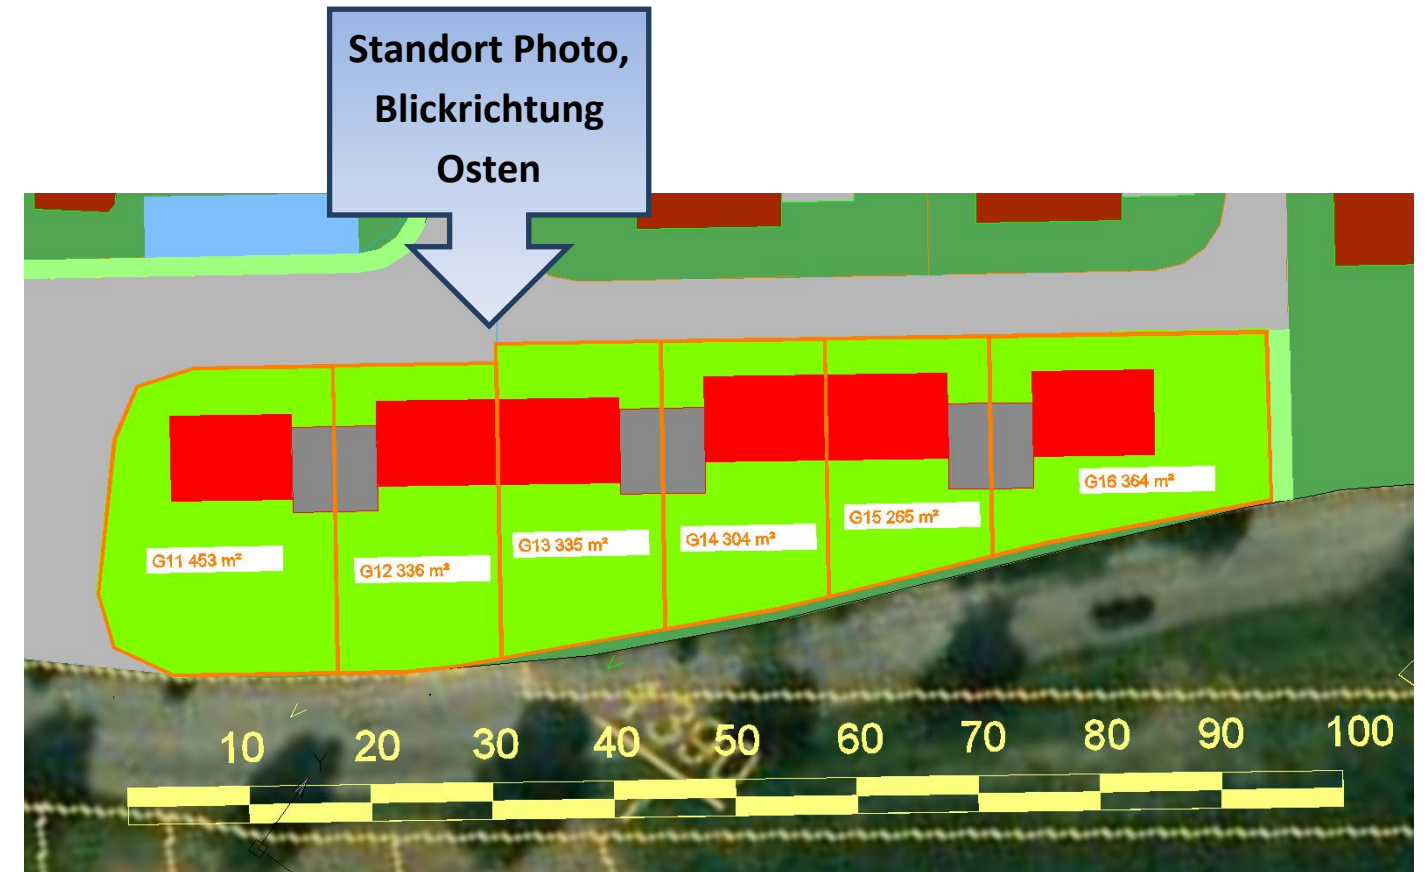 Standort Photo,
Blickrichtung
Osten
G16 364 m²
G15 265 m²
G14 304 m²
G13 335 m²
G11 453 m²
G12 336 m²
10 20 30 40 50 60 70 80 90 100
Y